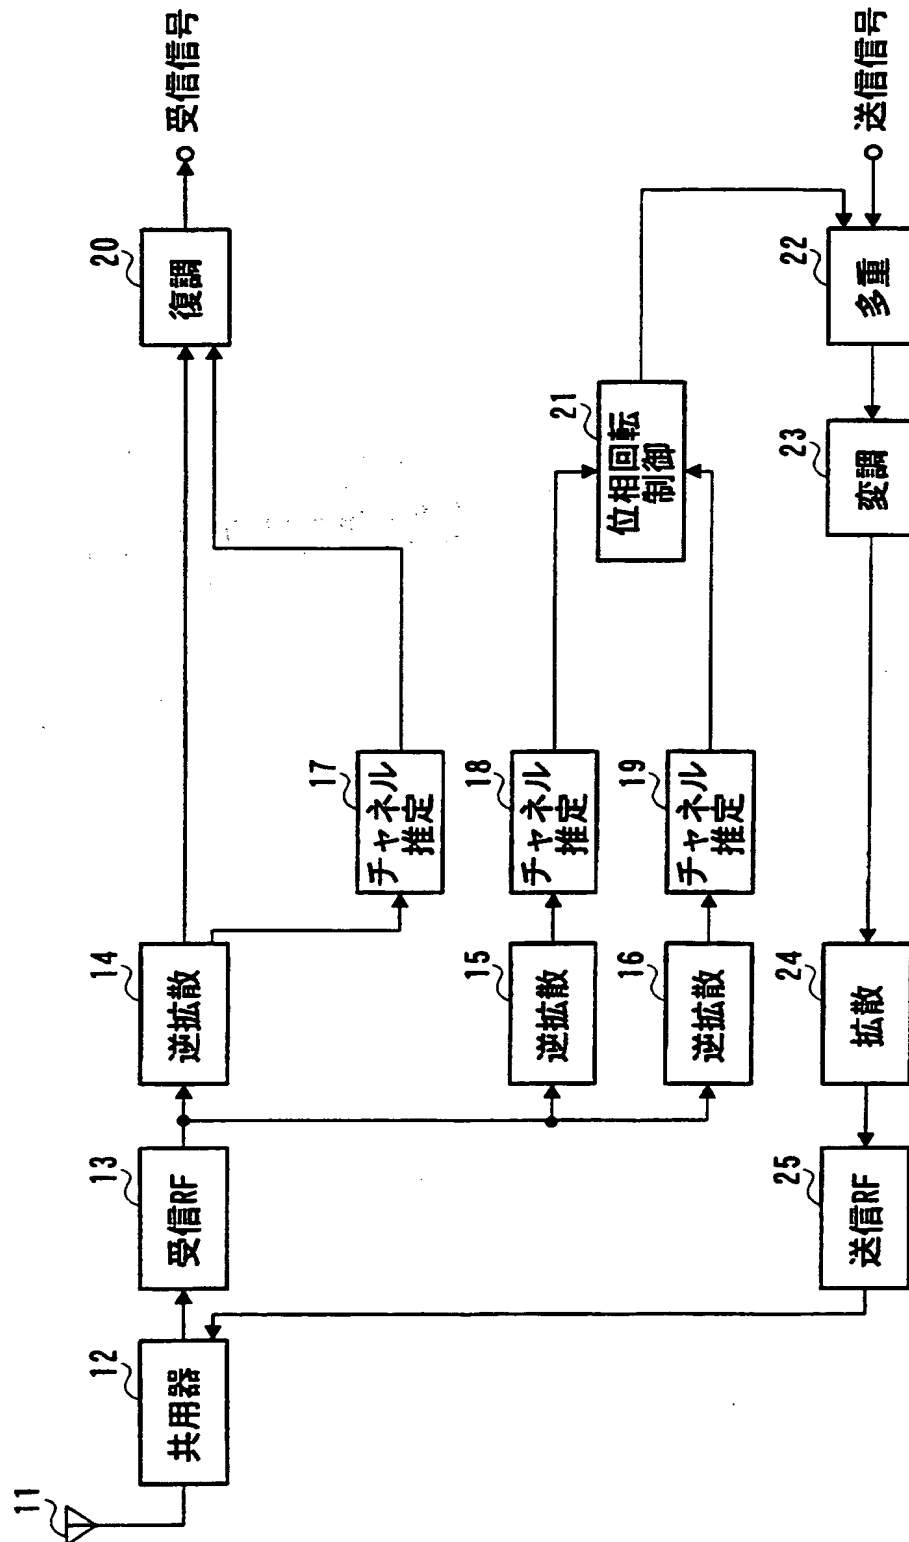 11
12
共用器
13
受信RF
14
逆拡散
15
逆拡散
16
逆拡散
17
チャネル
推定
18
チャネル
推定
19
チャネル
推定
20
復調
受信信号
21
位相回転
制御
送信信号
22
多重
23
変調
24
拡散
25
送信RF